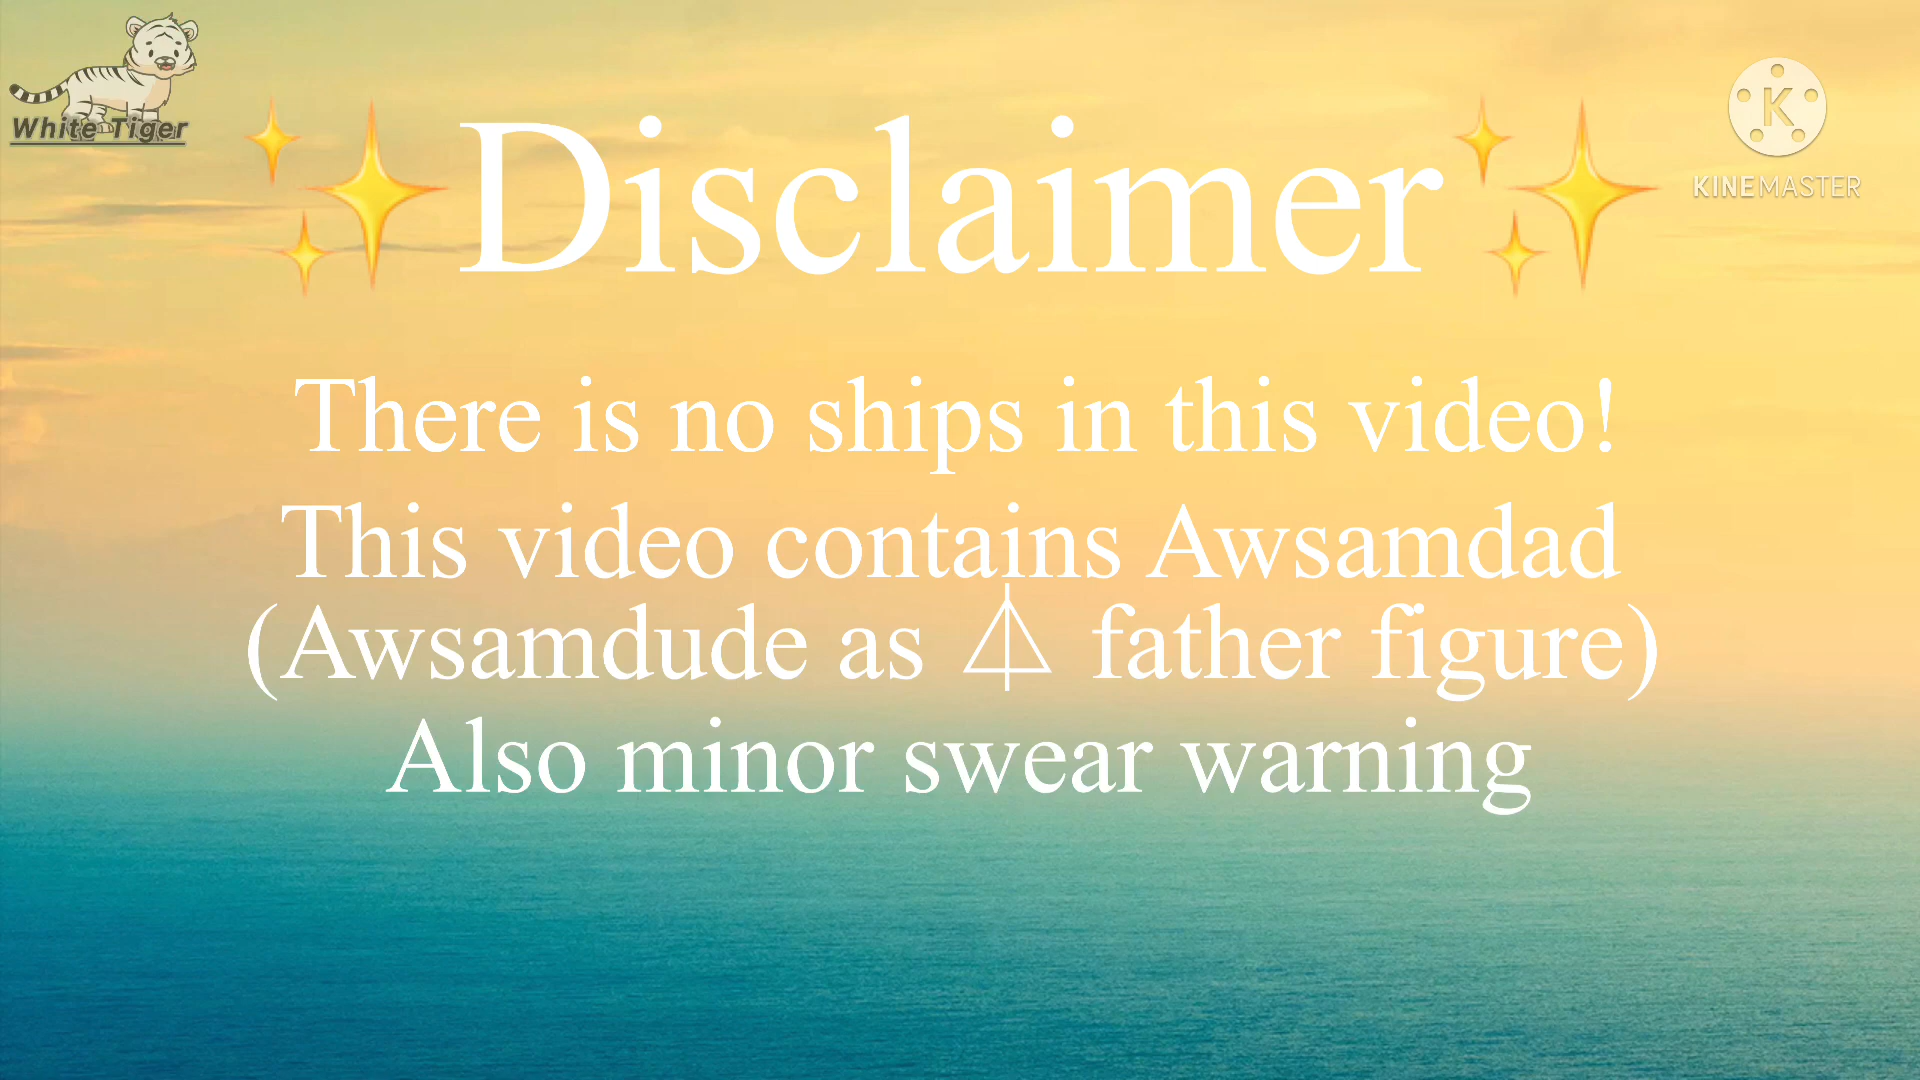 White Tiger
✨Disclaimer✨
K
KINEMASTER
There is no ships in this video!
This video contains Awsamdad
(Awsamdude as ⍋ father figure)
Also minor swear warning